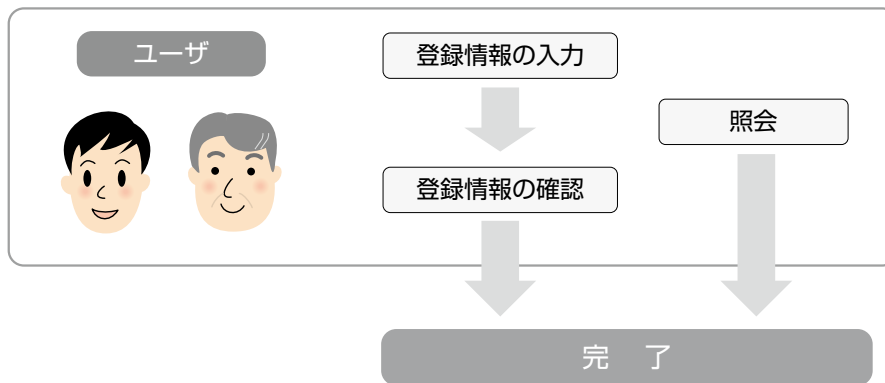 ユーザ
登録情報の入力
照会
登録情報の確認
完 了